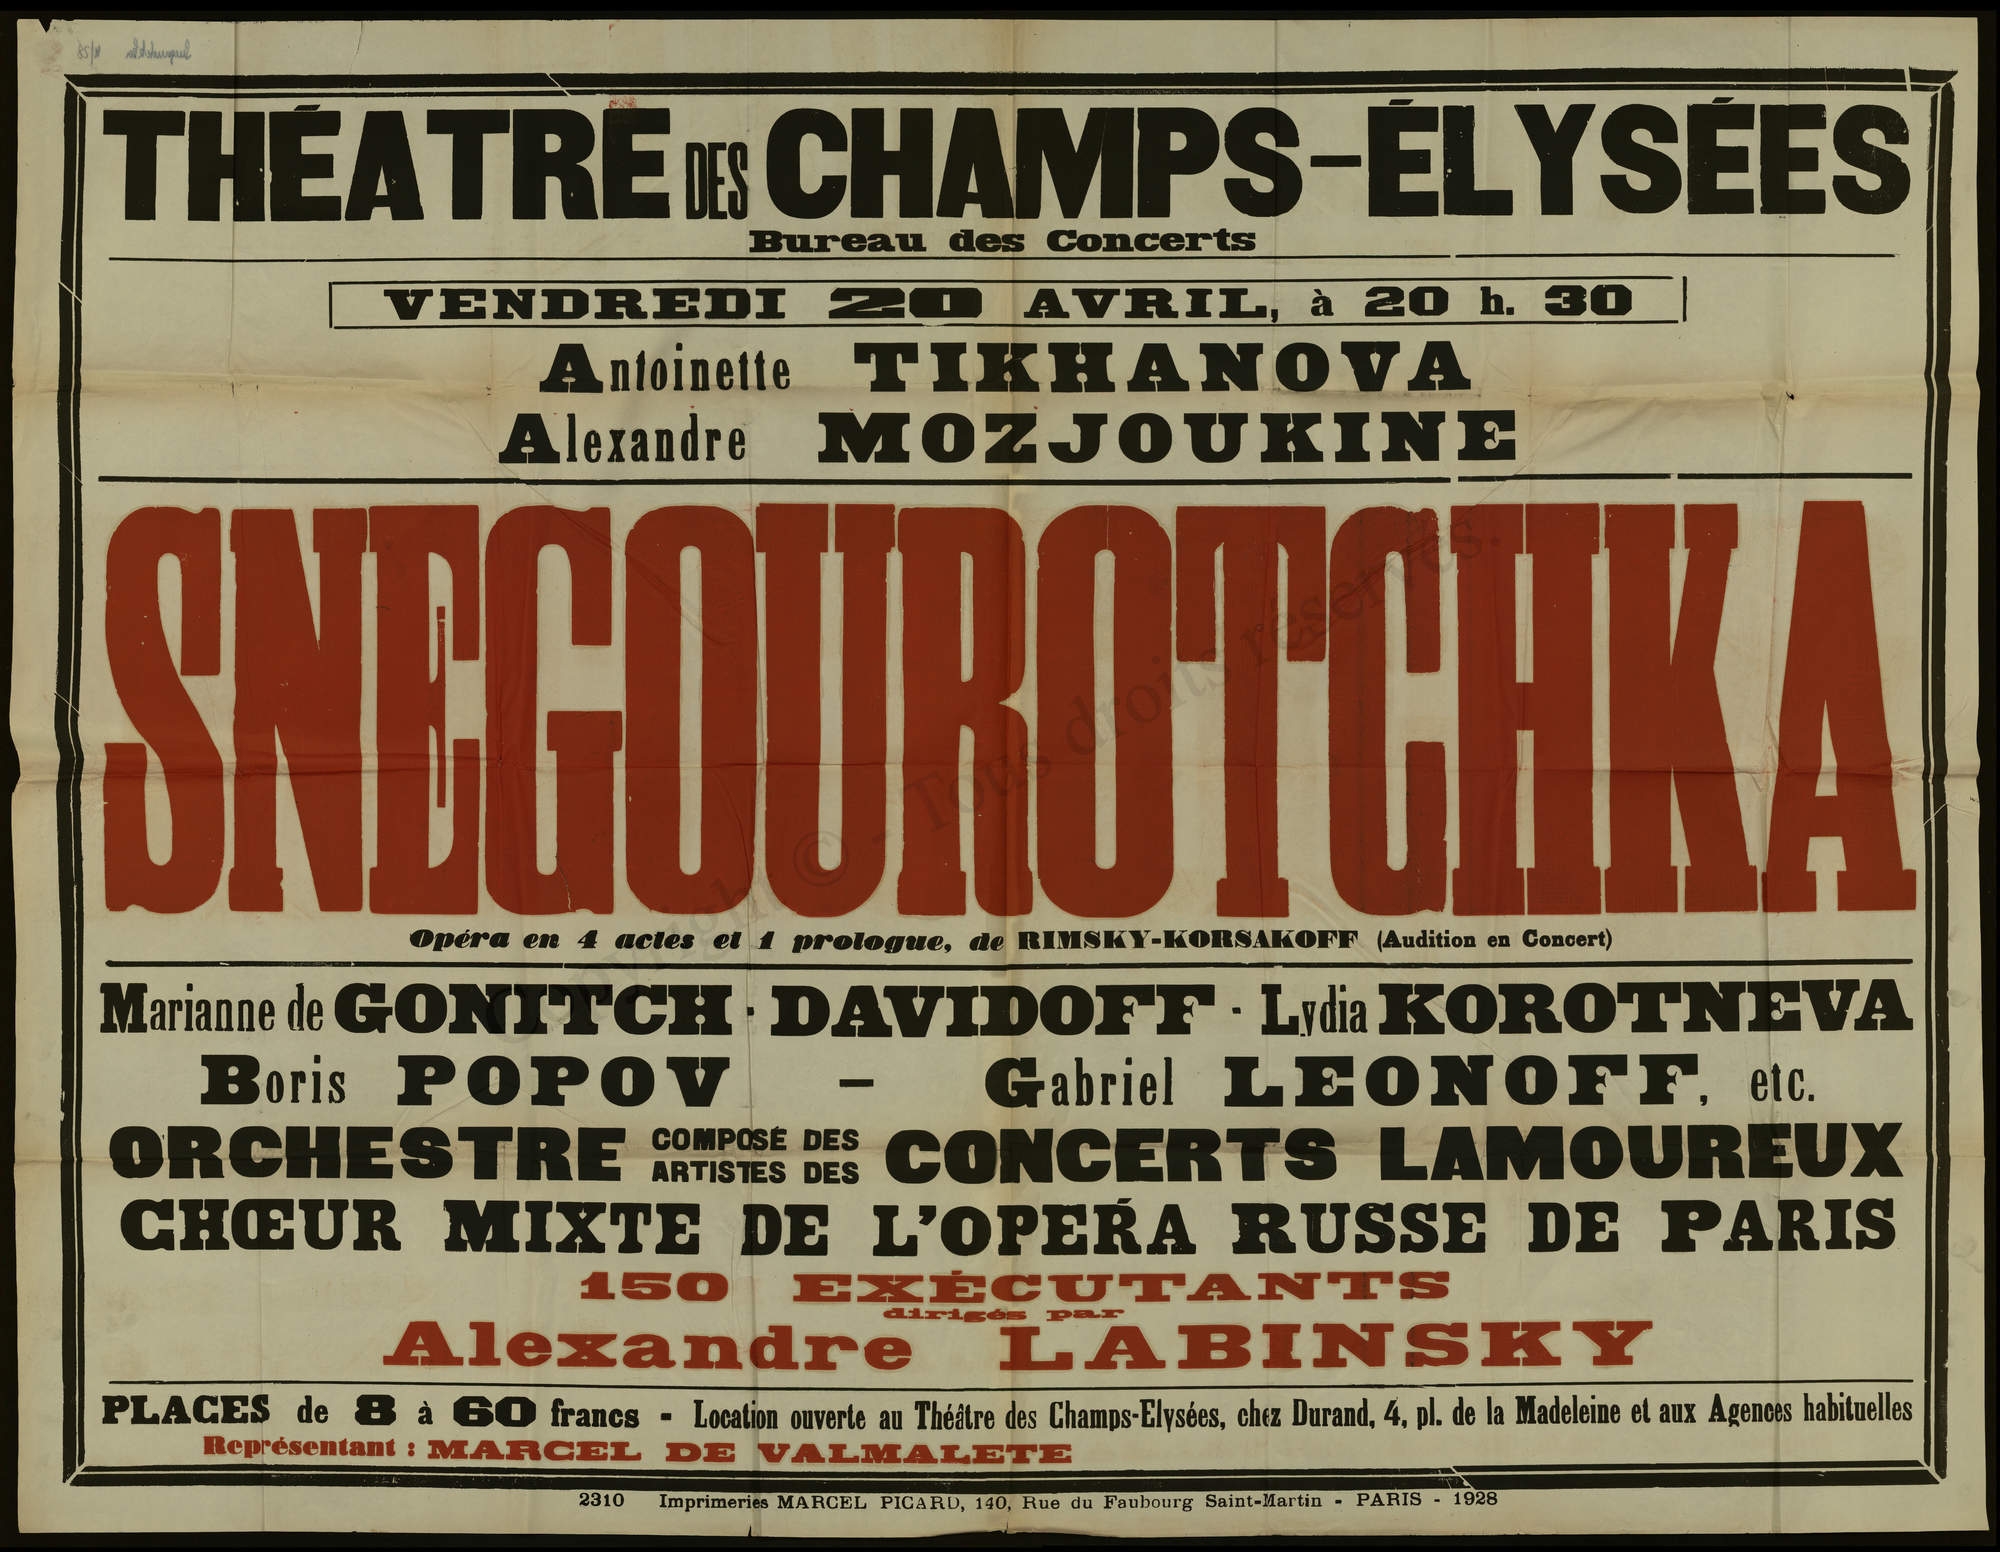 THÉATRE DES CHAMPS-ÉLYSÉES
Bureau des Concerts
VENDREDI 20 AVRIL, à 20 h. 30
Antoinette TIKHANOVA
Alexandre MOZJOUKINE
SNEGOUROTCHKA
Opéra en 4 actes et 1 prologue, de RIMSKY-KORSAKOFF (Audition en Concert)
Marianne de GONITCH · DAVIDOFF · Lydia KOROTNEVA
Boris POPOV — Gabriel LEONOFF, etc.
ORCHESTRE COMPOSÉ DES ARTISTES DES CONCERTS LAMOUREUX
CHŒUR MIXTE DE L'OPÉRA RUSSE DE PARIS
150 EXÉCUTANTS
dirigés par
Alexandre LABINSKY
PLACES de 8 à 60 francs - Location ouverte au Théâtre des Champs-Elysées, chez Durand, 4, pl. de la Madeleine et aux Agences habituelles
Représentant : MARCEL DE VALMALETE
2310 Imprimeries MARCEL PICARD, 140, Rue du Faubourg Saint-Martin - PARIS - 1928
Copyright © - Tous droits réservés.